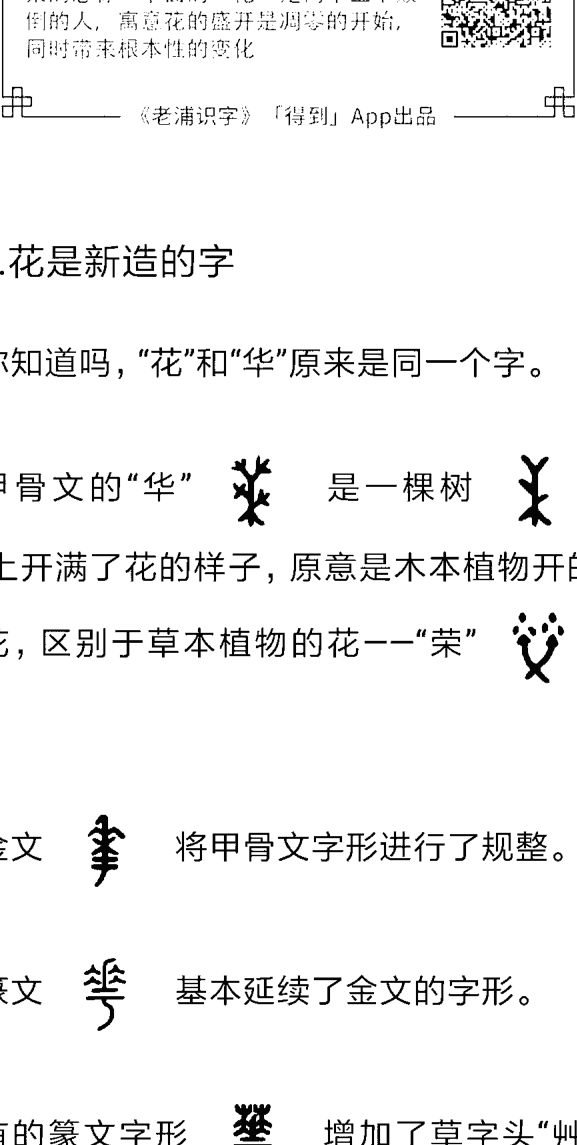 倒的人，寓意花的盛开是凋零的开始，
同时带来根本性的变化
《老浦识字》「得到」App出品
.花是新造的字
你知道吗，“花”和“华”原来是同一个字。
甲骨文的“华” 是一棵树
上开满了花的样子，原意是木本植物开的
花，区别于草本植物的花——“荣”
金文 将甲骨文字形进行了规整。
篆文 基本延续了金文的字形。
有的篆文字形 增加了草字头“艸